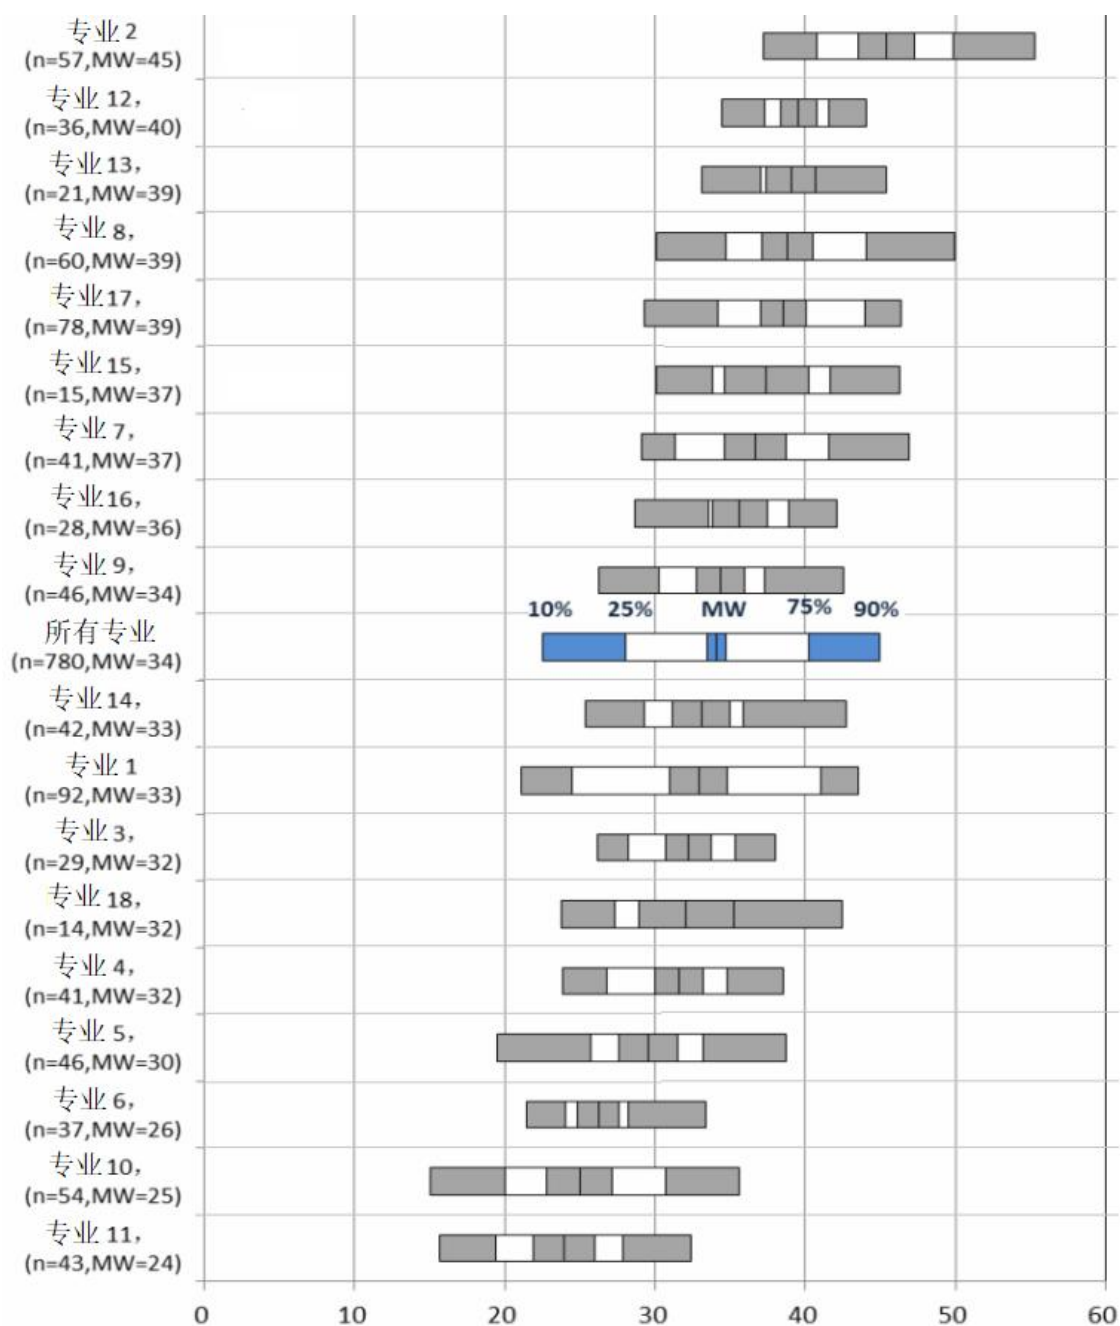 专业 2
(n=57,MW=45)
专业 12,
(n=36,MW=40)
专业 13,
(n=21,MW=39)
专业 8,
(n=60,MW=39)
专业17,
(n=78,MW=39)
专业 15,
(n=15,MW=37)
专业 7,
(n=41,MW=37)
专业16,
(n=28,MW=36)
专业 9,
(n=46,MW=34)
10% 25% MW 75% 90%
所有专业
(n=780,MW=34)
专业 14,
(n=42,MW=33)
专业 1
(n=92,MW=33)
专业 3,
(n=29,MW=32)
专业 18,
(n=14,MW=32)
专业 4,
(n=41,MW=32)
专业 5,
(n=46,MW=30)
专业 6,
(n=37,MW=26)
专业10,
(n=54,MW=25)
专业 11,
(n=43,MW=24)
0 10 20 30 40 50 60